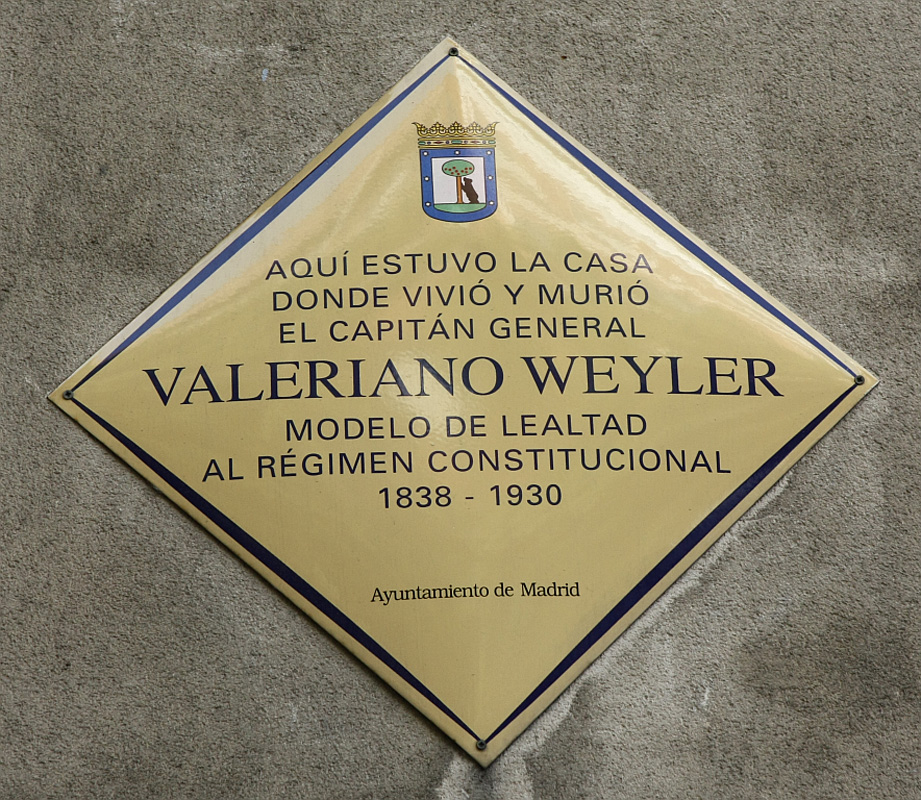 AQUÍ ESTUVO LA CASA
DONDE VIVIÓ Y MURIÓ
EL CAPITÁN GENERAL
VALERIANO WEYLER
MODELO DE LEALTAD
AL RÉGIMEN CONSTITUCIONAL
1838 - 1930
Ayuntamiento de Madrid